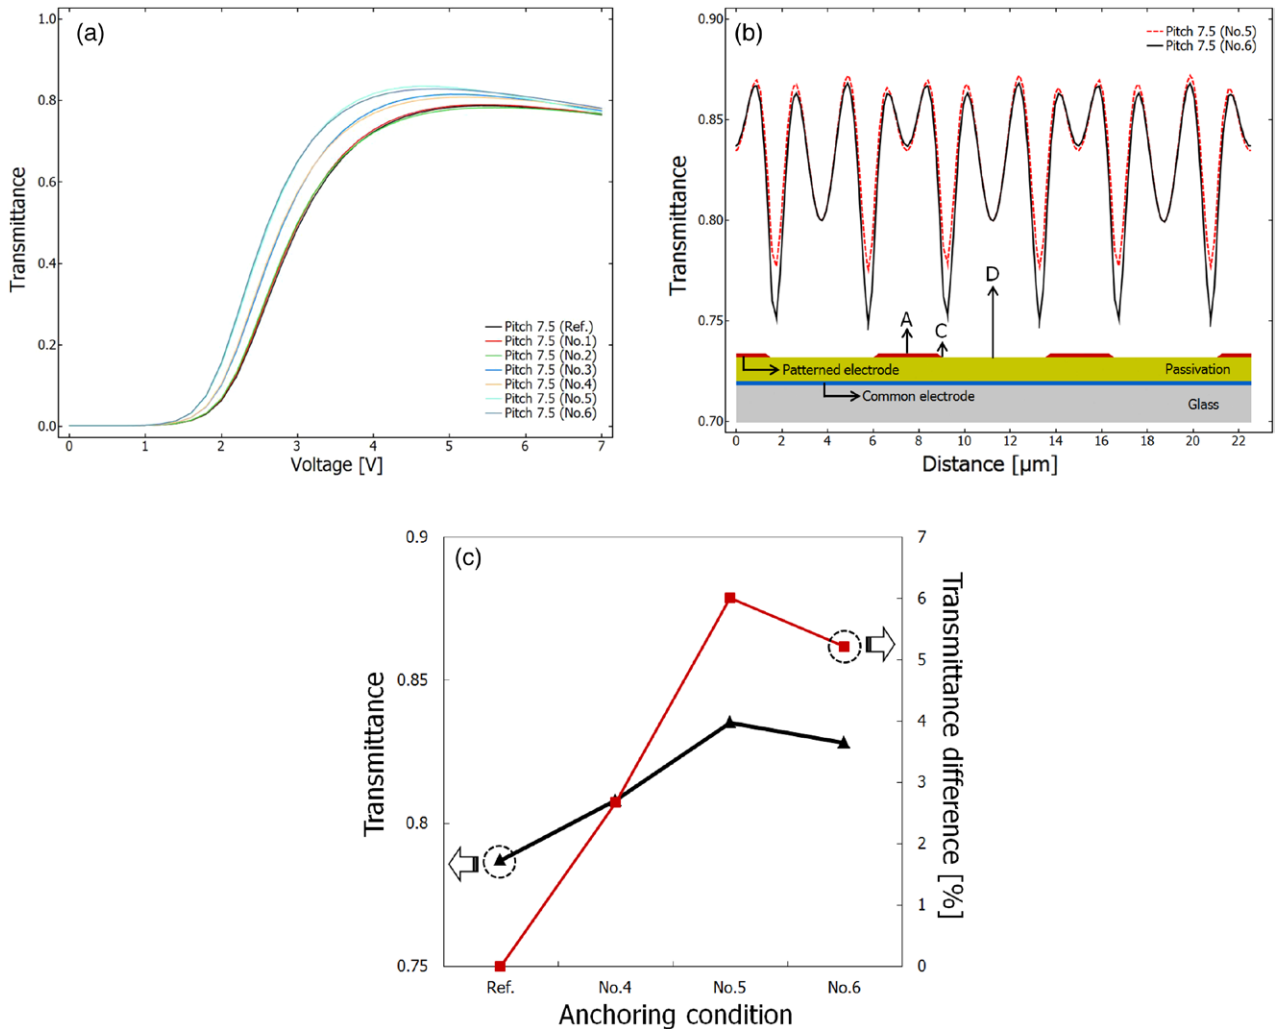 (a)
1.0
0.8
0.6
0.4
0.2
0.0
Transmittance
Pitch 7.5 (Ref.)
Pitch 7.5 (No.1)
Pitch 7.5 (No.2)
Pitch 7.5 (No.3)
Pitch 7.5 (No.4)
Pitch 7.5 (No.5)
Pitch 7.5 (No.6)
0 1 2 3 4 5 6 7
Voltage [V]
(b)
0.90
0.85
0.80
0.75
0.70
Transmittance
Pitch 7.5 (No.5)
Pitch 7.5 (No.6)
D
A
C
Patterned electrode
Passivation
Common electrode
Glass
0 2 4 6 8 10 12 14 16 18 20 22
Distance [μm]
(c)
0.9
0.85
0.8
0.75
Transmittance
7
6
5
4
3
2
1
0
Transmittance difference [%]
Ref. No.4 No.5 No.6
Anchoring condition